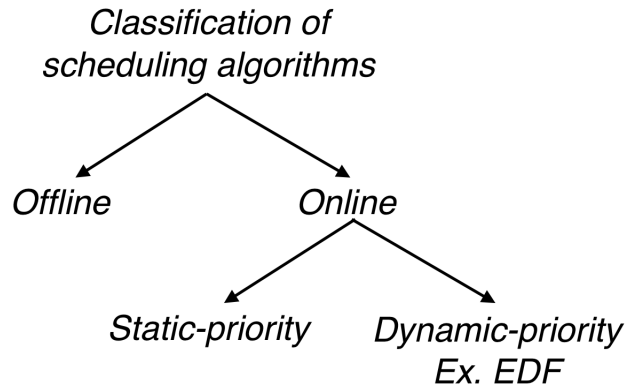 Classification of
scheduling algorithms
Offline
Online
Static-priority
Dynamic-priority
Ex. EDF